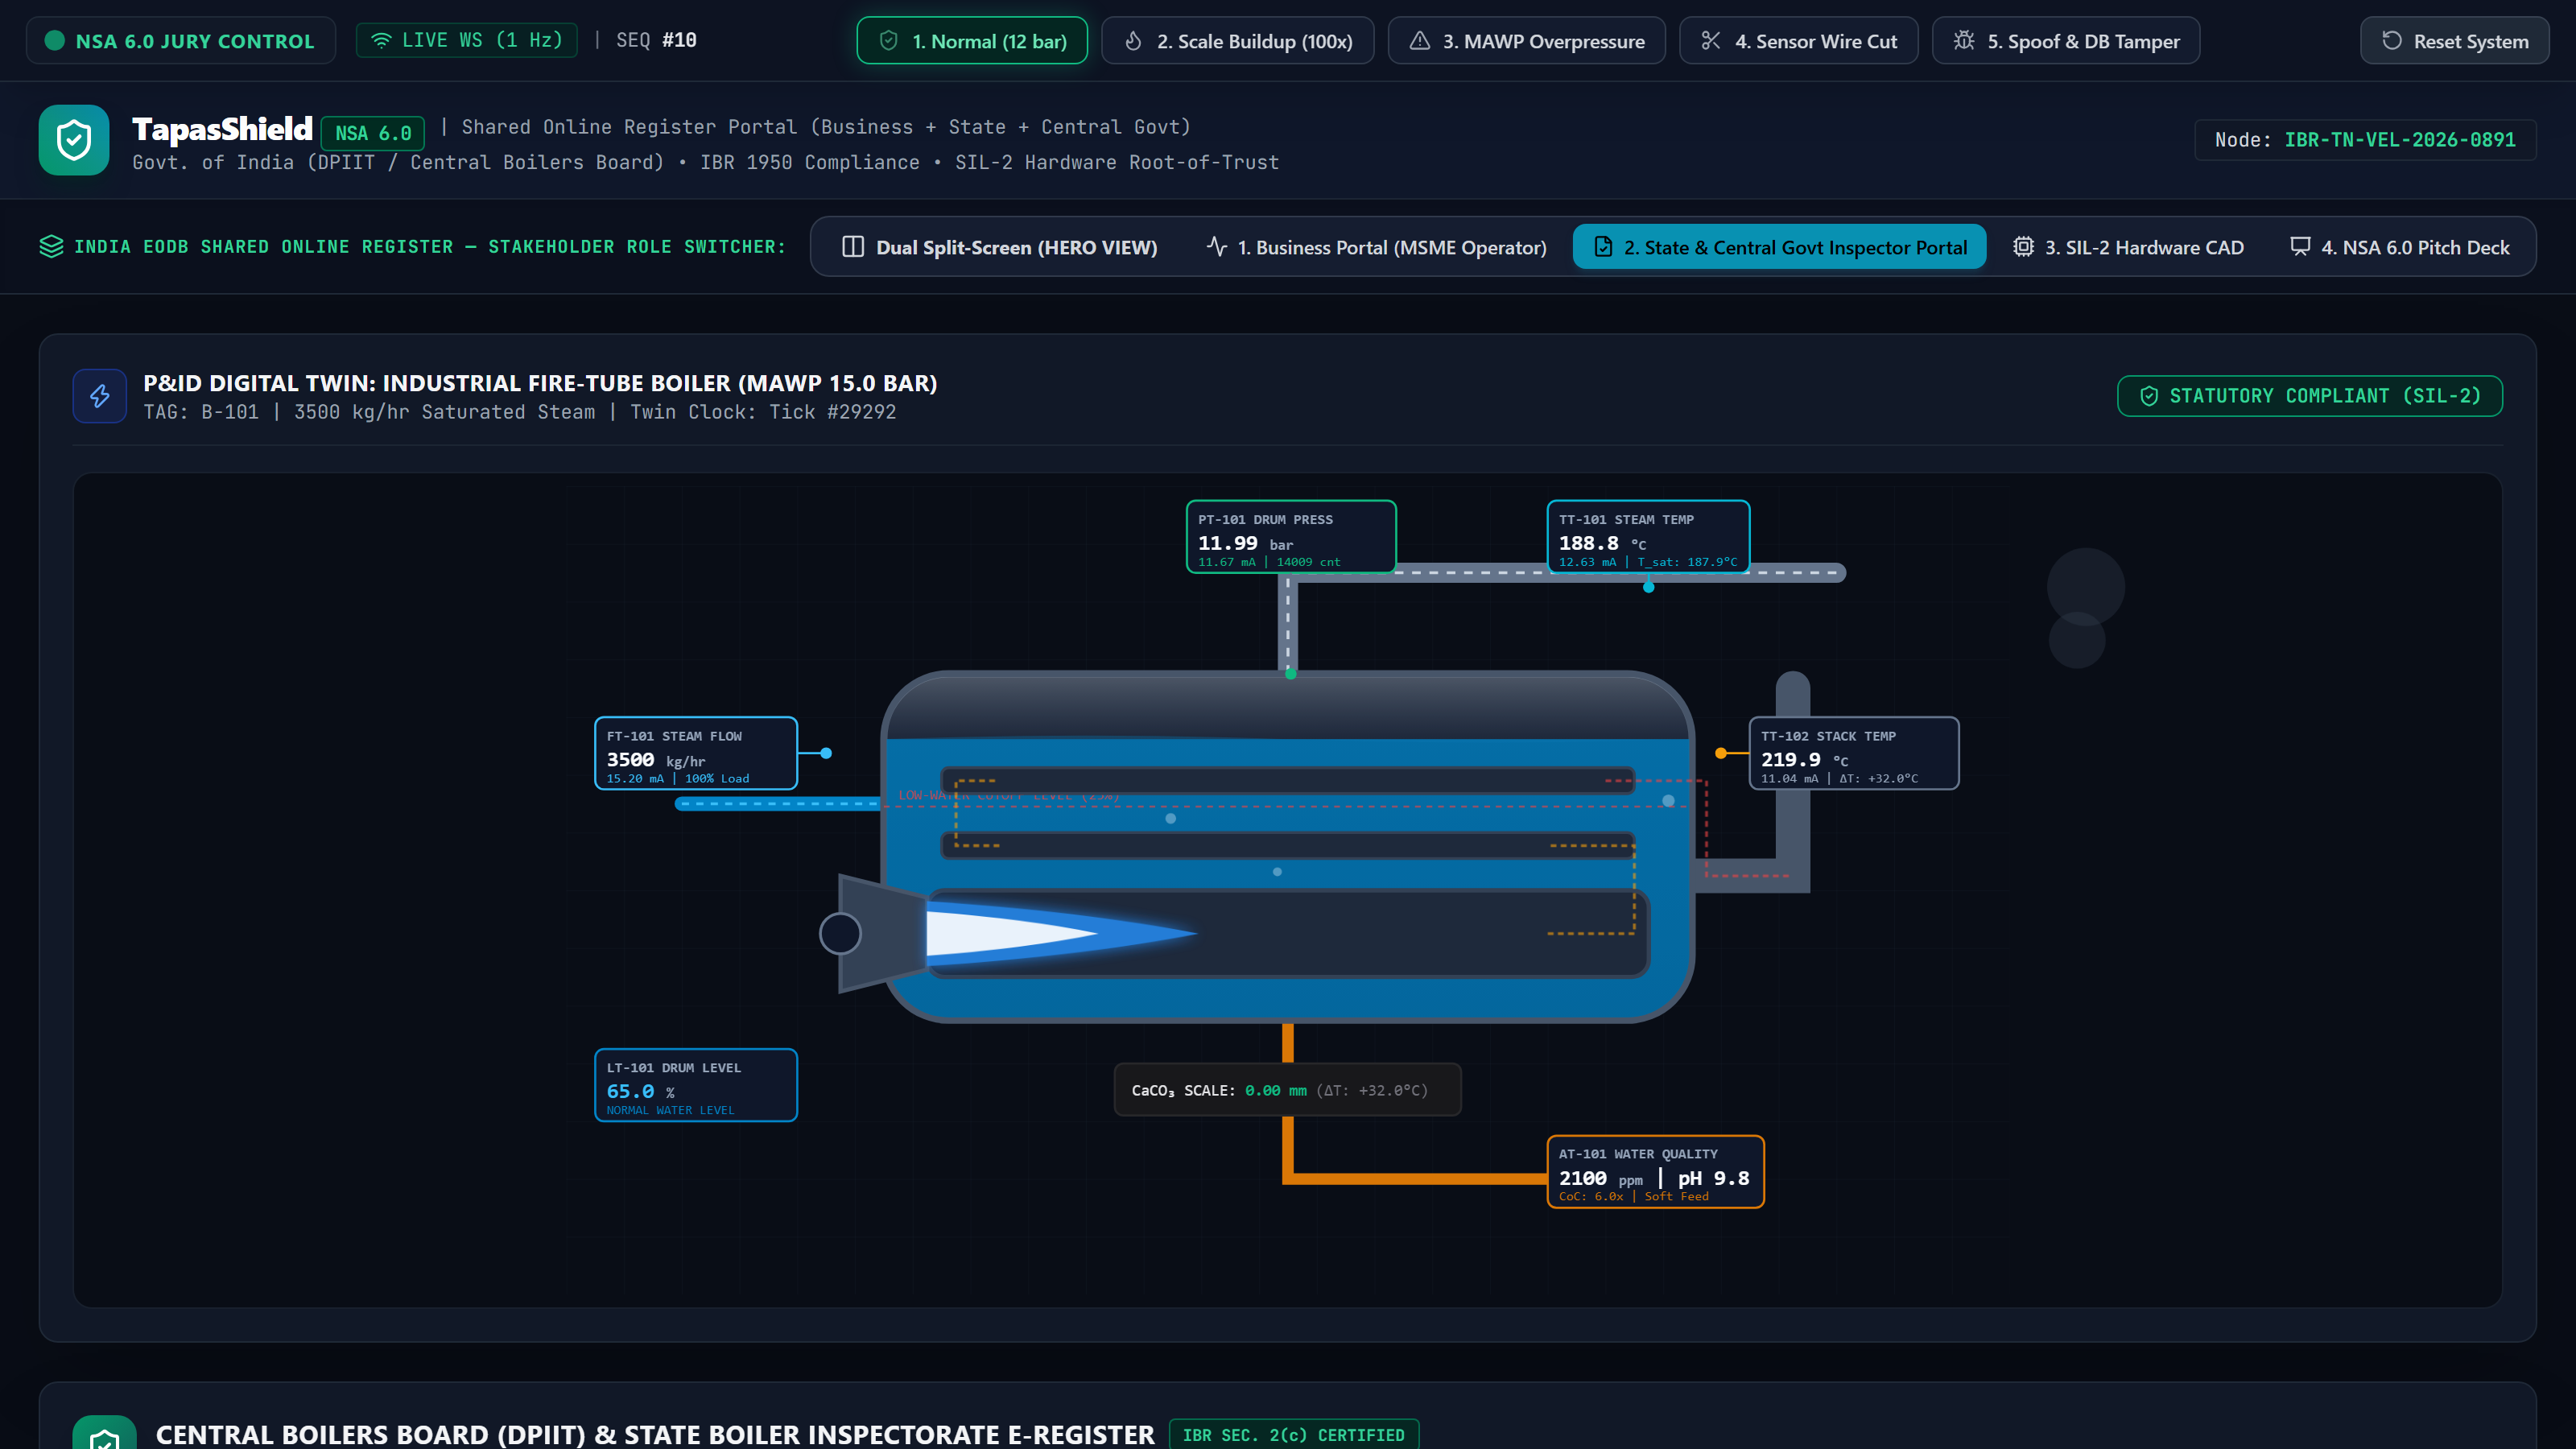 NSA 6.0 JURY CONTROL
LIVE WS (1 Hz) | SEQ #10
1. Normal (12 bar)
2. Scale Buildup (100x)
3. MAWP Overpressure
4. Sensor Wire Cut
5. Spoof & DB Tamper
Reset System
TapasShield NSA 6.0 | Shared Online Register Portal (Business + State + Central Govt)
Govt. of India (DPIIT / Central Boilers Board) • IBR 1950 Compliance • SIL-2 Hardware Root-of-Trust
Node: IBR-TN-VEL-2026-0891
INDIA EODB SHARED ONLINE REGISTER — STAKEHOLDER ROLE SWITCHER:
Dual Split-Screen (HERO VIEW)
1. Business Portal (MSME Operator)
2. State & Central Govt Inspector Portal
3. SIL-2 Hardware CAD
4. NSA 6.0 Pitch Deck
P&ID DIGITAL TWIN: INDUSTRIAL FIRE-TUBE BOILER (MAWP 15.0 BAR)
TAG: B-101 | 3500 kg/hr Saturated Steam | Twin Clock: Tick #29292
STATUTORY COMPLIANT (SIL-2)
PT-101 DRUM PRESS
11.99 bar
11.67 mA | 14009 cnt
TT-101 STEAM TEMP
188.8 °C
12.63 mA | T_sat: 187.9°C
FT-101 STEAM FLOW
3500 kg/hr
15.20 mA | 100% Load
TT-102 STACK TEMP
219.9 °C
11.04 mA | ΔT: +32.0°C
LOW-WATER CUTOFF LEVEL (25%)
LT-101 DRUM LEVEL
65.0 %
NORMAL WATER LEVEL
CaCO₃ SCALE: 0.00 mm (ΔT: +32.0°C)
AT-101 WATER QUALITY
2100 ppm | pH 9.8
CoC: 6.0x | Soft Feed
CENTRAL BOILERS BOARD (DPIIT) & STATE BOILER INSPECTORATE E-REGISTER
IBR SEC. 2(c) CERTIFIED